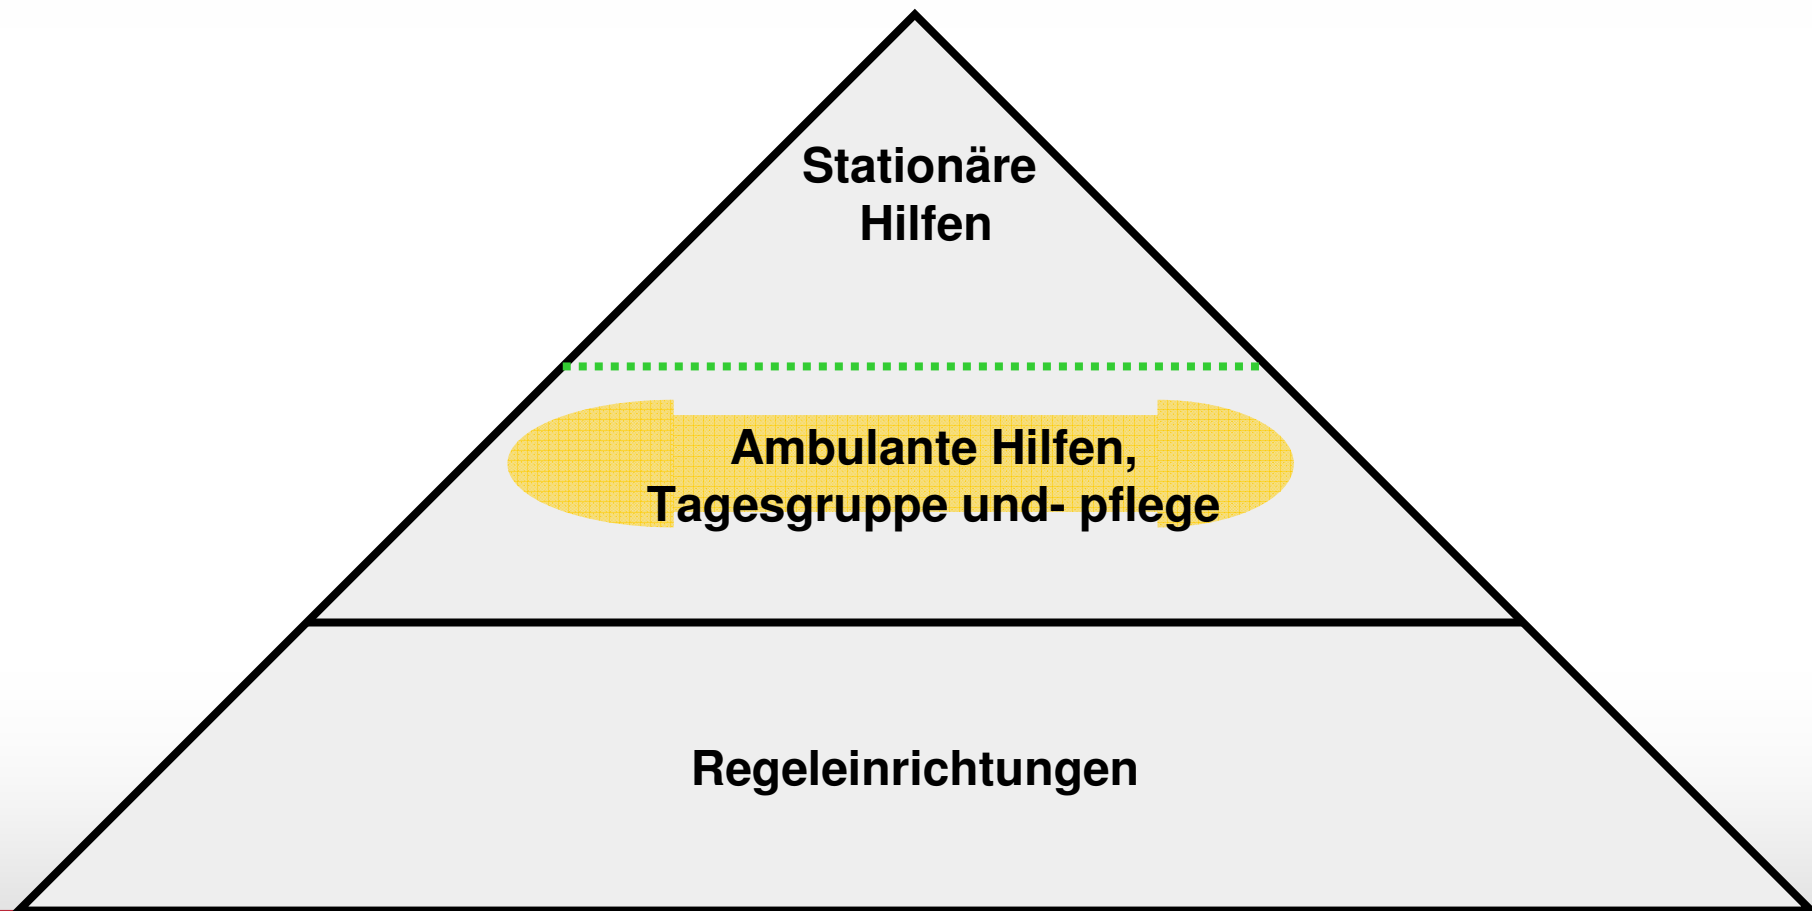 Stationäre
Hilfen
Ambulante Hilfen,
Tagesgruppe und- pflege
Regeleinrichtungen